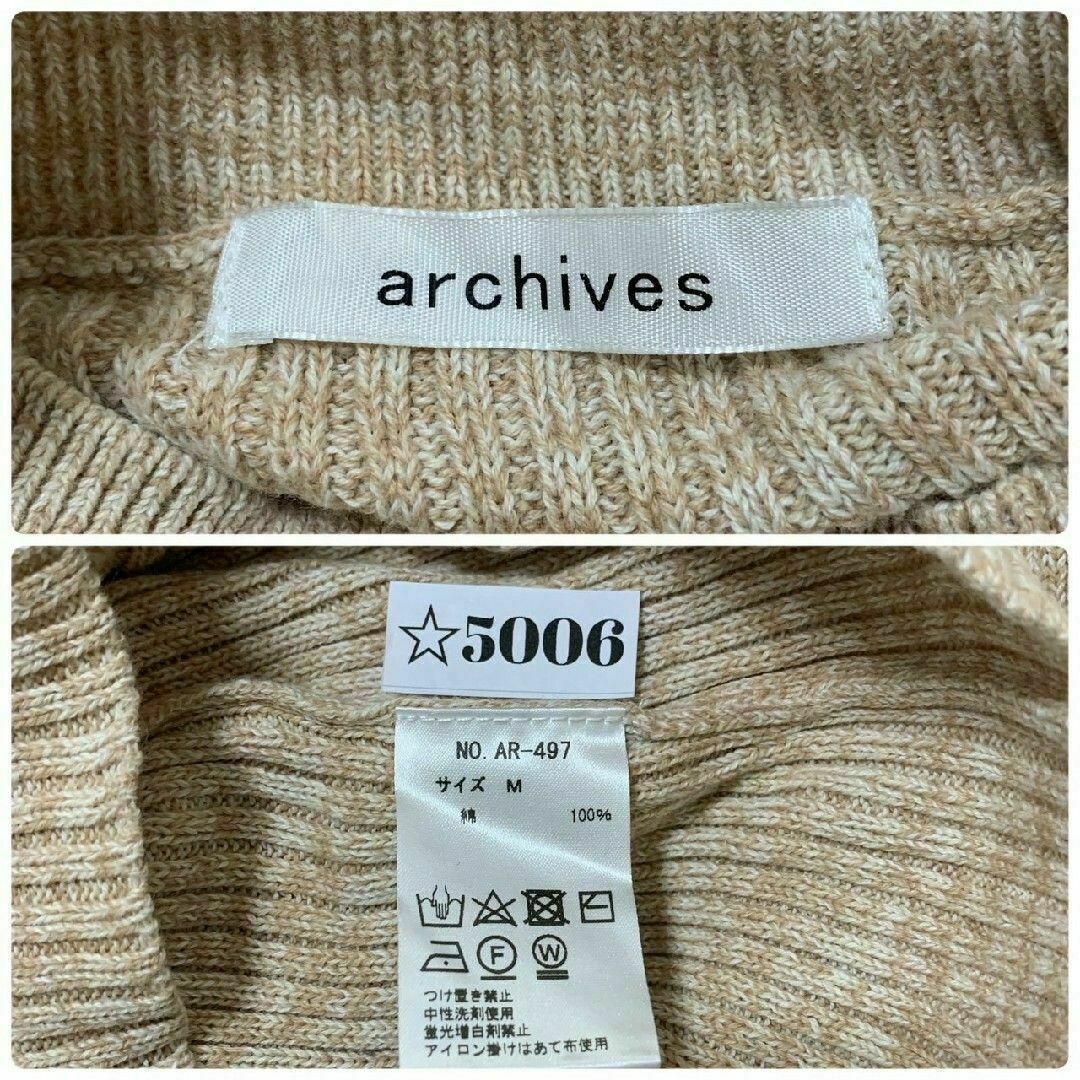 archives
☆5006
NO. AR-497
サイズ M
綿 100%
F W
つけ置き禁止
中性洗剤使用
蛍光増白剤禁止
アイロン掛けはあて布使用